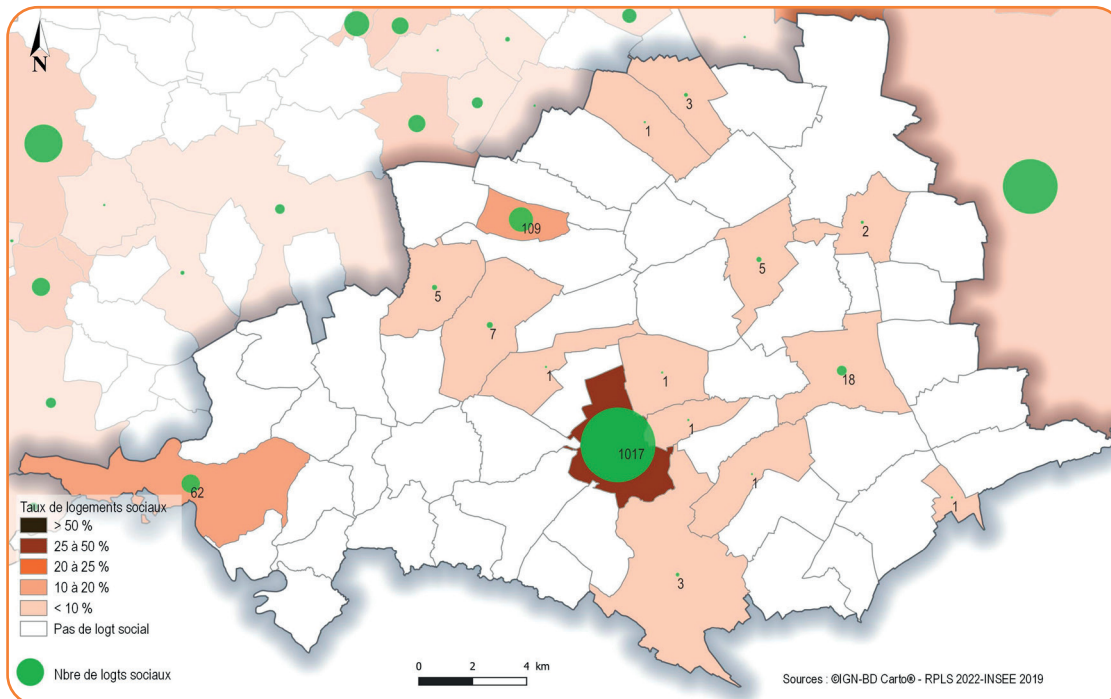 N
3
1
109
2
5
5
7
1
1
18
1
1017
1
1
62
3
Taux de logements sociaux
> 50 %
25 à 50 %
20 à 25 %
10 à 20 %
< 10 %
Pas de logt social
Nbre de logts sociaux
0 2 4 km
Sources : ©IGN-BD Carto® - RPLS 2022-INSEE 2019